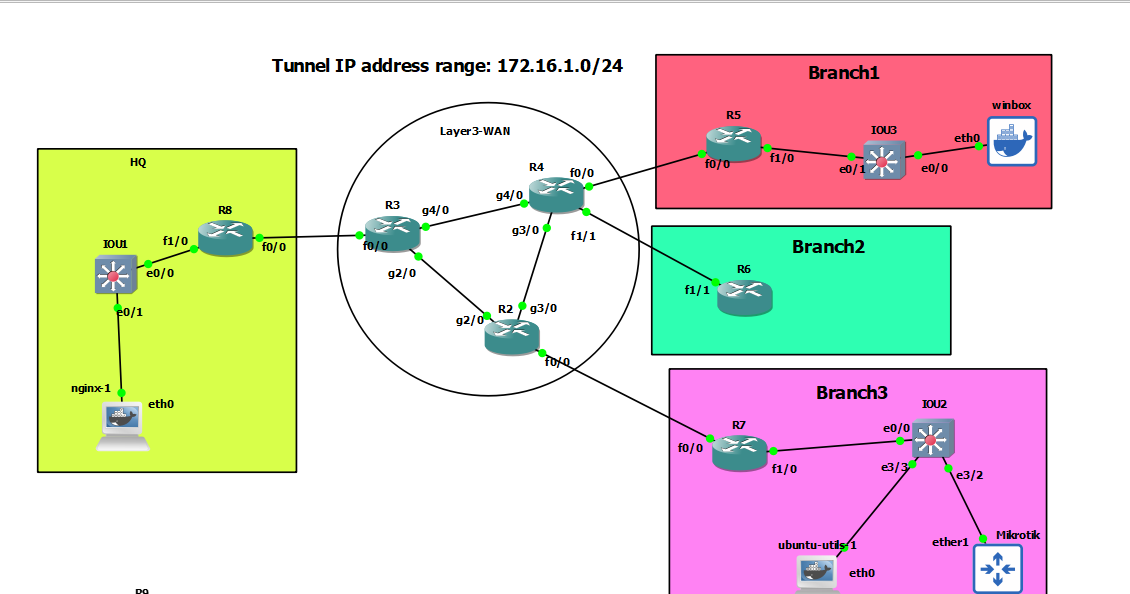 Tunnel IP address range: 172.16.1.0/24
HQ
R8
f1/0
f0/0
IOU1
e0/0
e0/1
nginx-1
eth0
Layer3-WAN
R3
f0/0
g4/0
g2/0
R4
f0/0
g4/0
g3/0
f1/1
R2
g2/0
g3/0
f0/0
Branch1
R5
f0/0
f1/0
IOU3
e0/1
e0/0
winbox
eth0
Branch2
R6
f1/1
Branch3
R7
f0/0
f1/0
IOU2
e0/0
e3/3
e3/2
ubuntu-utils-1
eth0
ether1
Mikrotik
R9